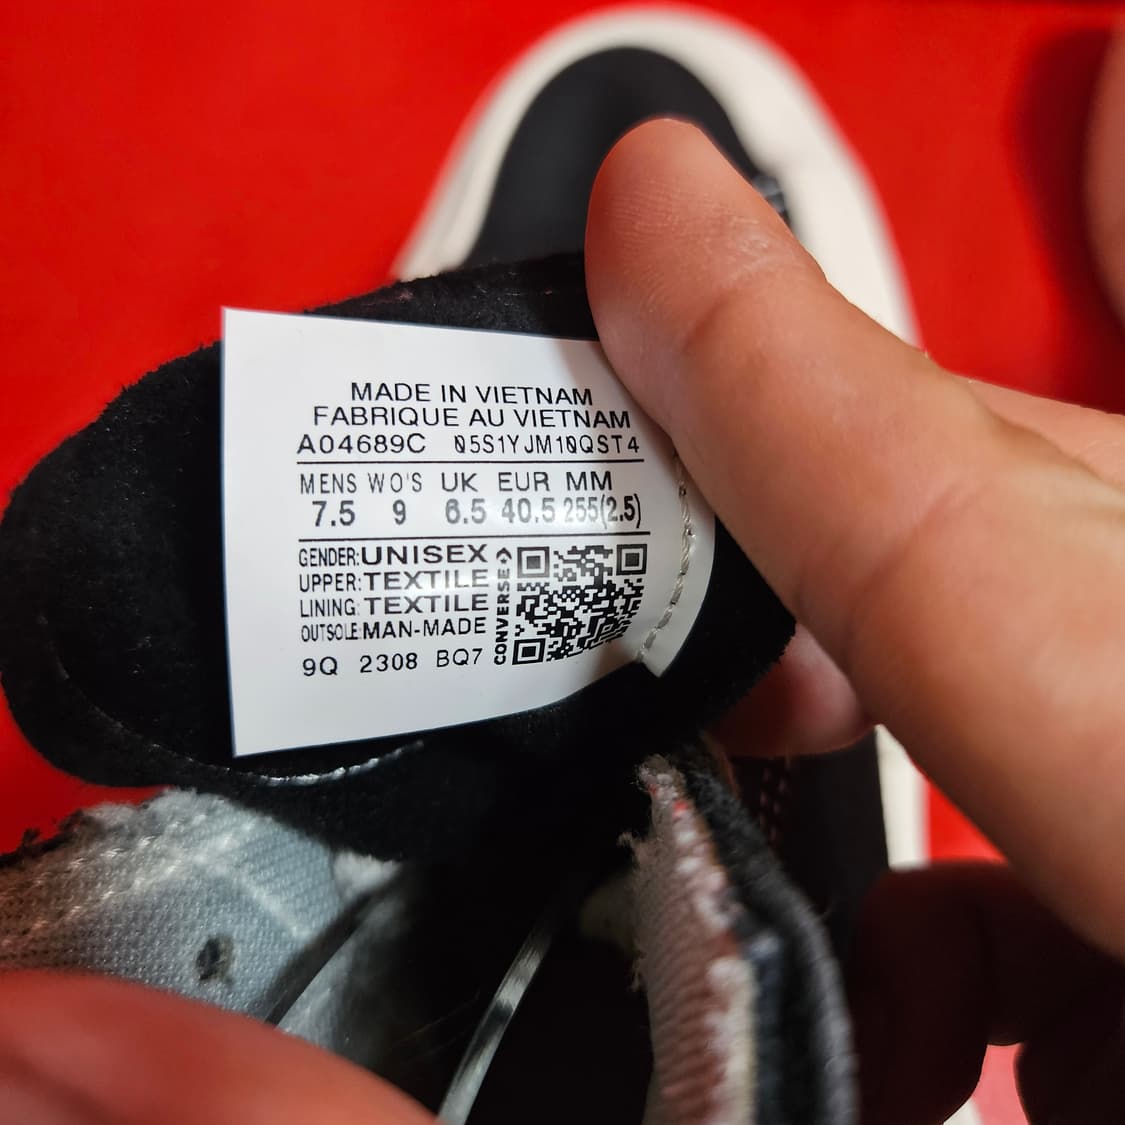 MADE IN VIETNAM
FABRIQUE AU VIETNAM
A04689C 05S1YJM10QST4
MENS WO'S UK EUR MM
7.5 9 6.5 40.5 255(2.5)
GENDER:UNISEX
UPPER:TEXTILE
LINING:TEXTILE
OUTSOLE:MAN-MADE
9Q 2308 BQ7
CONVERSE